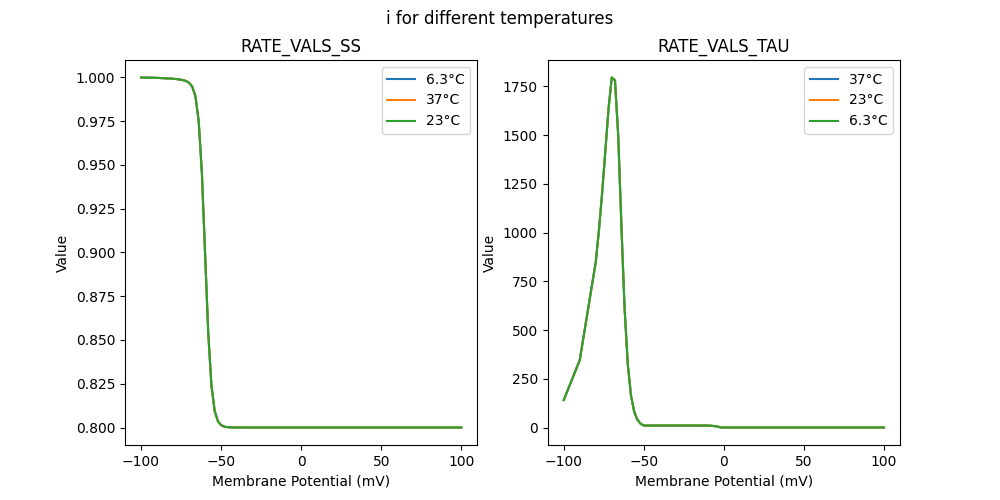 i for different temperatures
RATE_VALS_SS
1.000
0.975
0.950
0.925
0.900
0.875
0.850
0.825
0.800
Value
−100
−50
0
50
100
Membrane Potential (mV)
6.3°C
37°C
23°C
RATE_VALS_TAU
1750
1500
1250
1000
750
500
250
0
Value
−100
−50
0
50
100
Membrane Potential (mV)
37°C
23°C
6.3°C